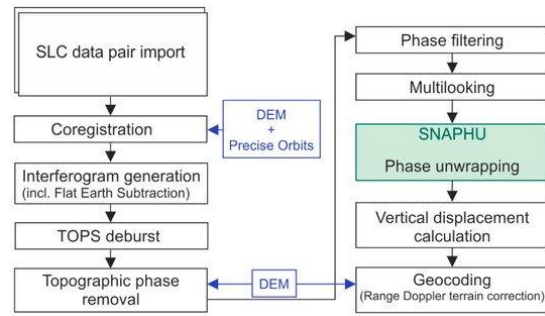 SLC data pair import
Coregistration
DEM
+
Precise Orbits
Interferogram generation
(incl. Flat Earth Subtraction)
TOPS deburst
Topographic phase
removal
DEM
Phase filtering
Multilooking
SNAPHU
Phase unwrapping
Vertical displacement
calculation
Geocoding
(Range Doppler terrain correction)